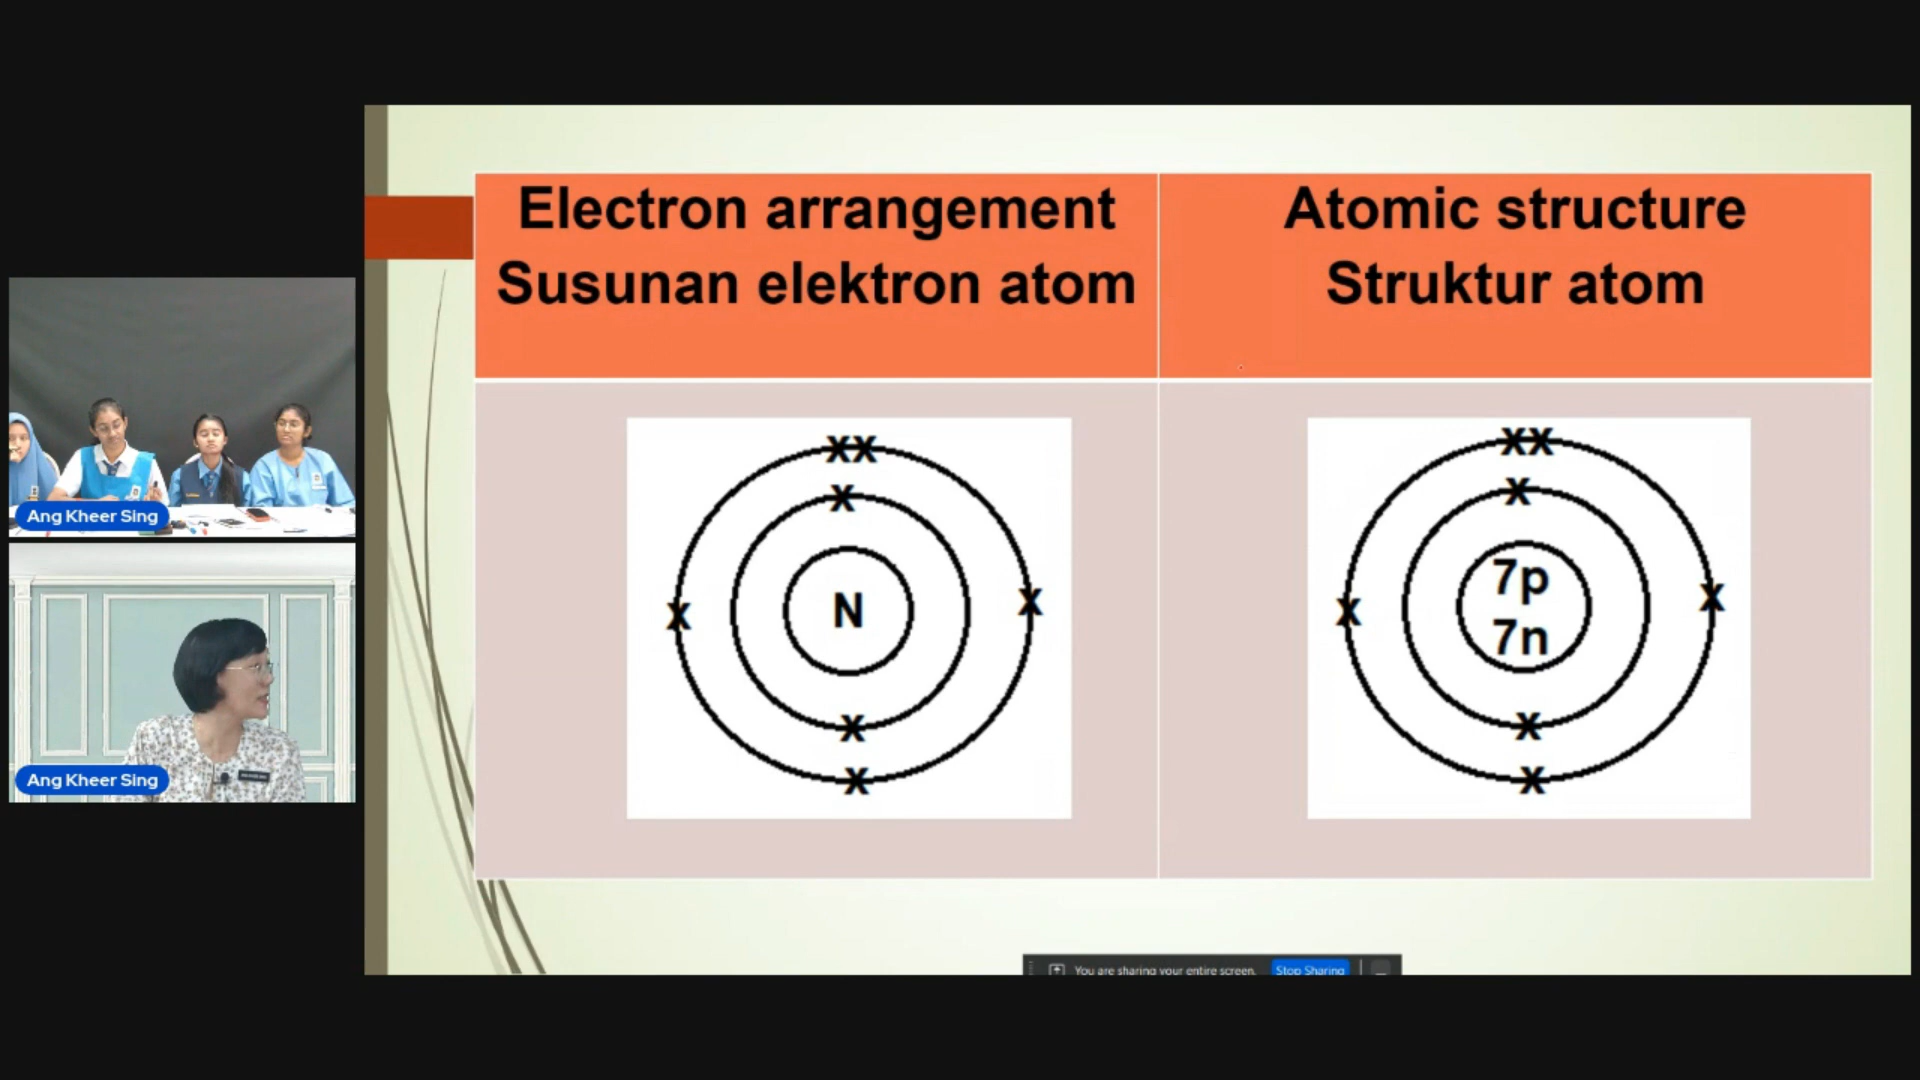 Electron arrangement
Susunan elektron atom
Atomic structure
Struktur atom
xx
x
x
N
x
x
x
xx
x
x
7p
7n
x
x
x
Ang Kheer Sing
Ang Kheer Sing
You are sharing your entire screen.
Stop Sharing